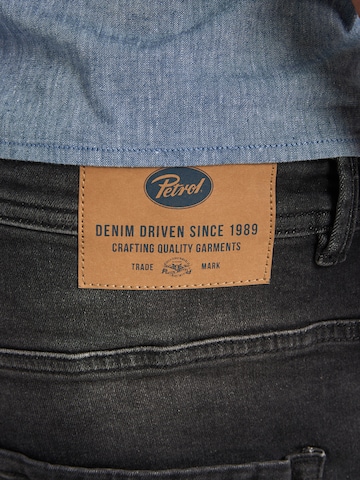 Petrol
DENIM DRIVEN SINCE 1989
CRAFTING QUALITY GARMENTS
TRADE MARK